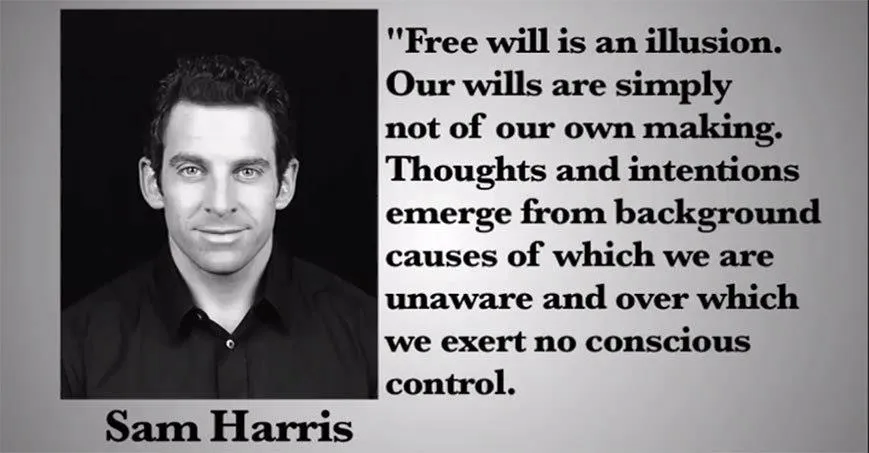 "Free will is an illusion.
Our wills are simply
not of our own making.
Thoughts and intentions
emerge from background
causes of which we are
unaware and over which
we exert no conscious
control.
Sam Harris